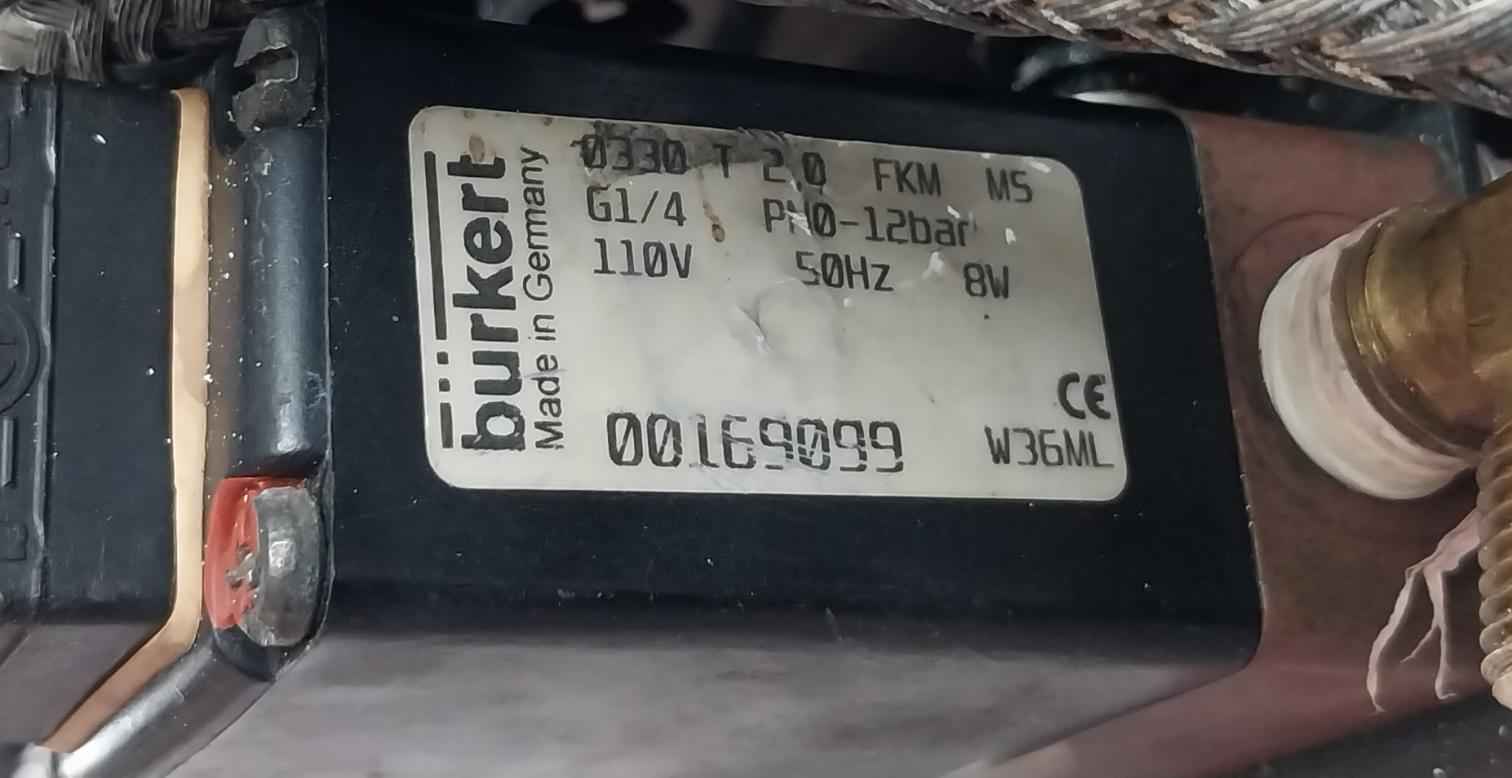 bürkert
Made in Germany
0330 T 2,0 FKM MS
G1/4 PN0-12bar
110V 50Hz 8W
CE
00169099 W36ML